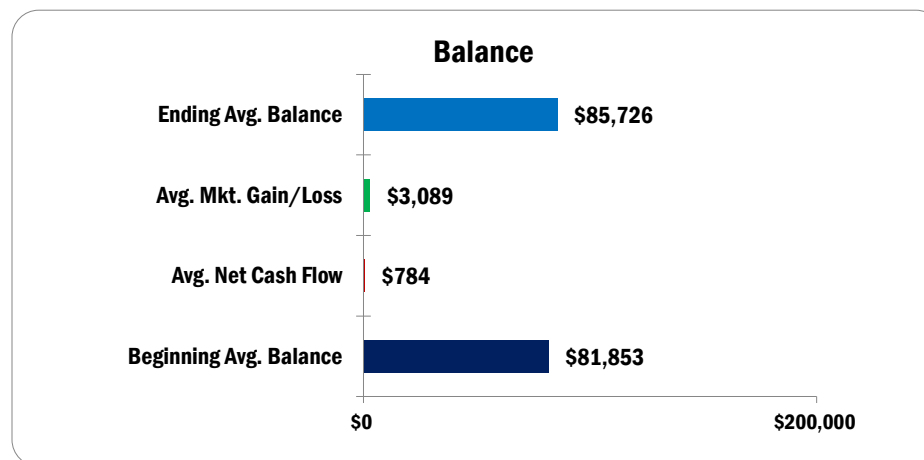 Balance
Ending Avg. Balance $85,726
Avg. Mkt. Gain/Loss $3,089
Avg. Net Cash Flow $784
Beginning Avg. Balance $81,853
$0 $200,000